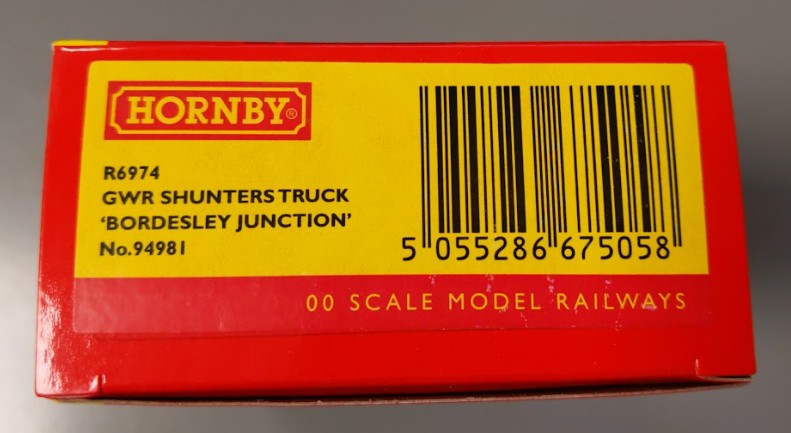 HORNBY®
R6974
GWR SHUNTERS TRUCK
‘BORDESLEY JUNCTION’
No.94981
5 055286 675058
00 SCALE MODEL RAILWAYS